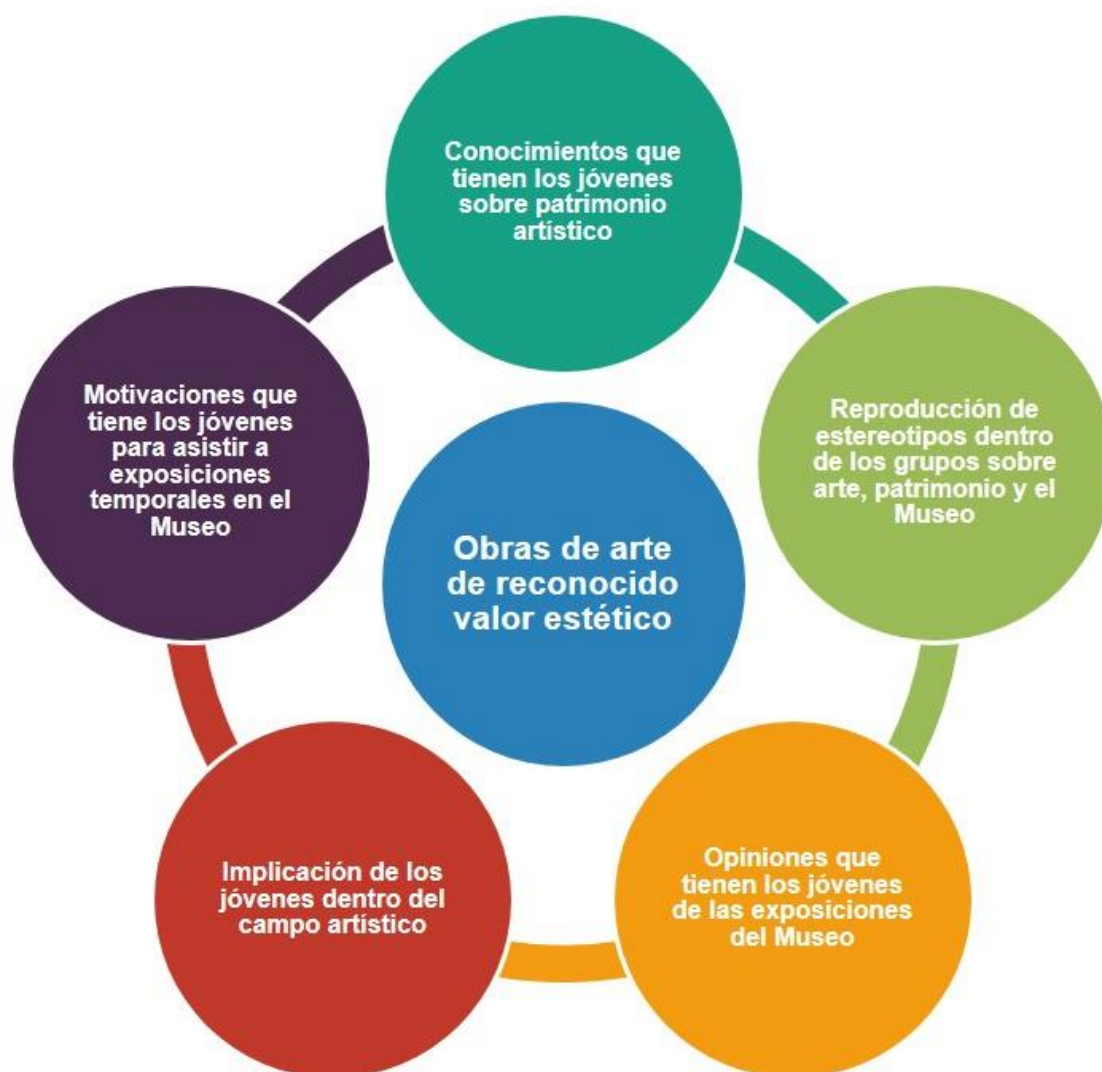 Conocimientos que
tienen los jóvenes
sobre patrimonio
artístico
Reproducción de
estereotipos dentro
de los grupos sobre
arte, patrimonio y el
Museo
Opiniones que
tienen los jóvenes
de las exposiciones
del Museo
Implicación de los
jóvenes dentro del
campo artístico
Motivaciones que
tiene los jóvenes
para asistir a
exposiciones
temporales en el
Museo
Obras de arte
de reconocido
valor estético